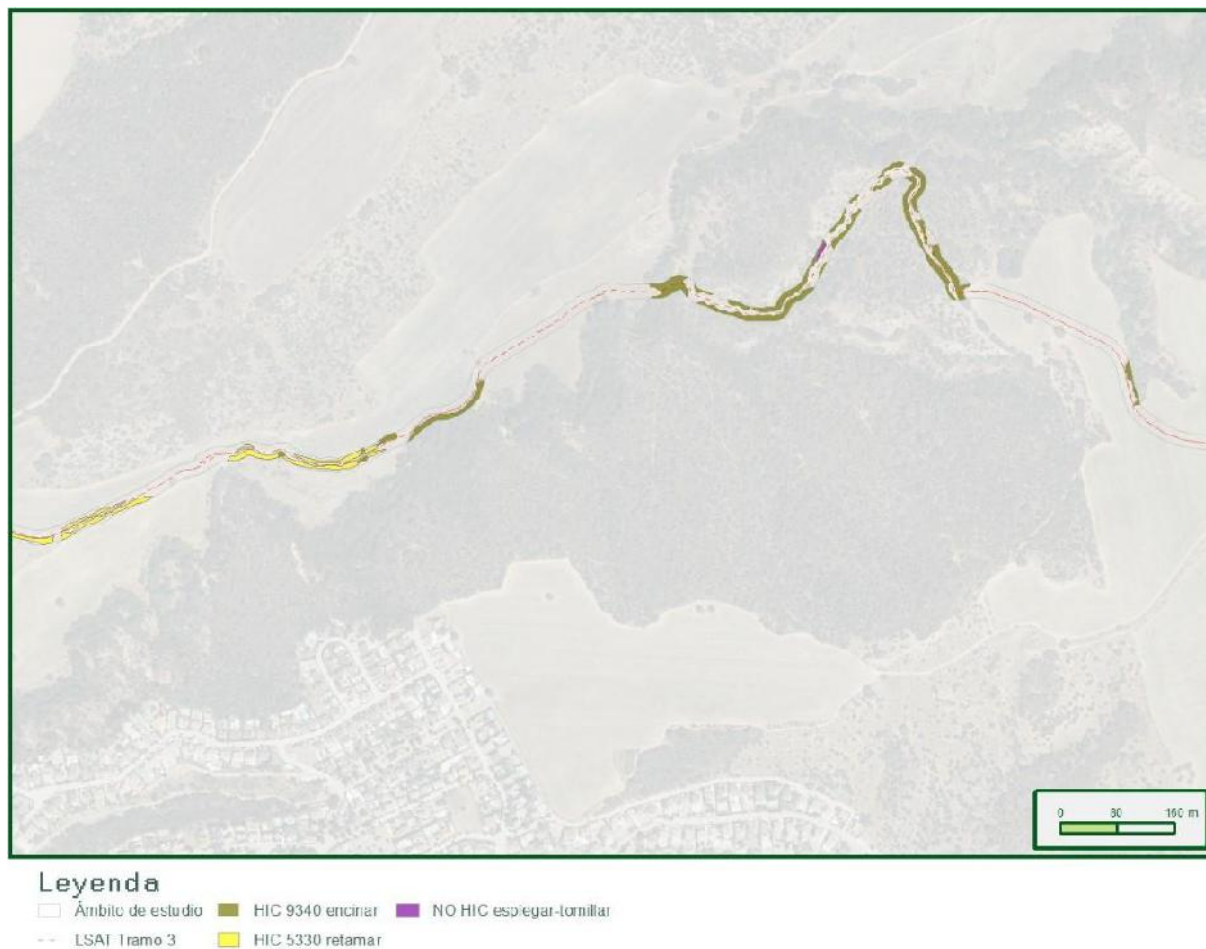 0 80 160 m
Leyenda
Ámbito de estudio HIC 9340 encinar NO HIC esplegar-tomillar
LSAT Tramo 3 HIC 5330 retamar